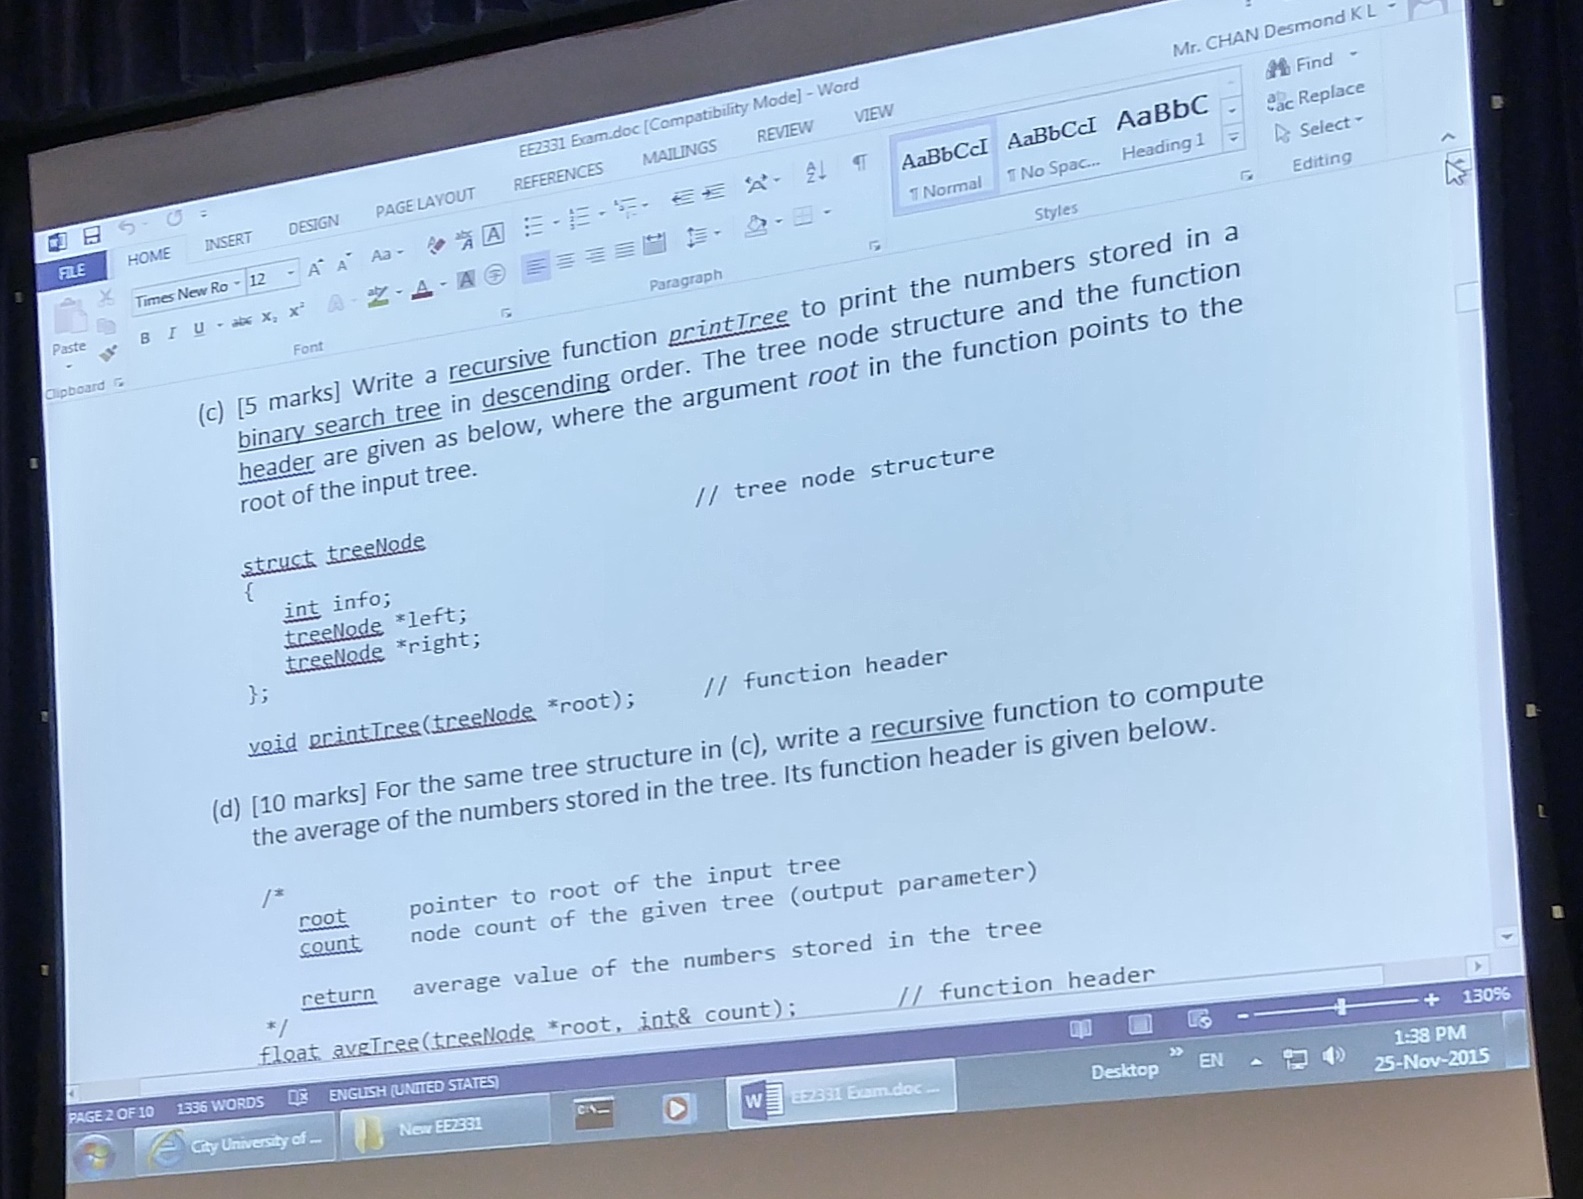 Mr. CHAN Desmond K L
EE2331 Exam.doc [Compatibility Mode] - Word
FILE HOME INSERT DESIGN PAGE LAYOUT REFERENCES MAILINGS REVIEW VIEW
Times New Ro 12
Paste
Clipboard
Font
Paragraph
AaBbCcI AaBbCcI AaBbC
¶ Normal ¶ No Spac... Heading 1
Styles
Find
Replace
Select
Editing
(c) [5 marks] Write a recursive function printTree to print the numbers stored in a
binary search tree in descending order. The tree node structure and the function
header are given as below, where the argument root in the function points to the
root of the input tree.
// tree node structure
struct treeNode
{
int info;
treeNode *left;
treeNode *right;
};
void printTree(treeNode *root); // function header
(d) [10 marks] For the same tree structure in (c), write a recursive function to compute
the average of the numbers stored in the tree. Its function header is given below.
/*
root pointer to root of the input tree
count node count of the given tree (output parameter)
return average value of the numbers stored in the tree
*/
float avgTree(treeNode *root, int& count); // function header
PAGE 2 OF 10 1336 WORDS ENGLISH (UNITED STATES) 130%
City University of ...
New EE2331
EE2331 Exam.doc ...
Desktop
EN
1:38 PM
25-Nov-2015